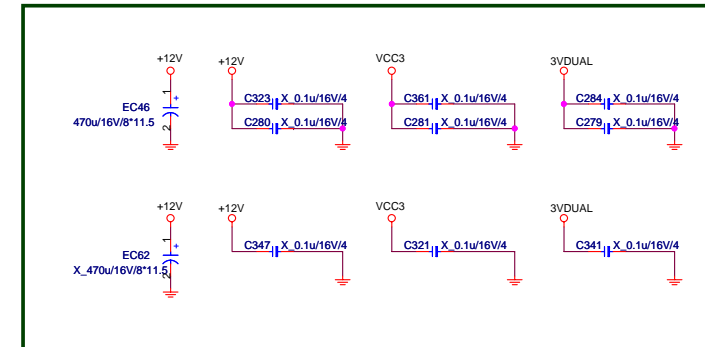 +12V
+12V
VCC3
3VDUAL
1
+
EC46
470u/16V/8*11.5
2
C323 X_0.1u/16V/4
C280 X_0.1u/16V/4
C361 X_0.1u/16V/4
C281 X_0.1u/16V/4
C284 X_0.1u/16V/4
C279 X_0.1u/16V/4
+12V
+12V
VCC3
3VDUAL
1
+
EC62
X_470u/16V/8*11.5
2
C347 X_0.1u/16V/4
C321 X_0.1u/16V/4
C341 X_0.1u/16V/4